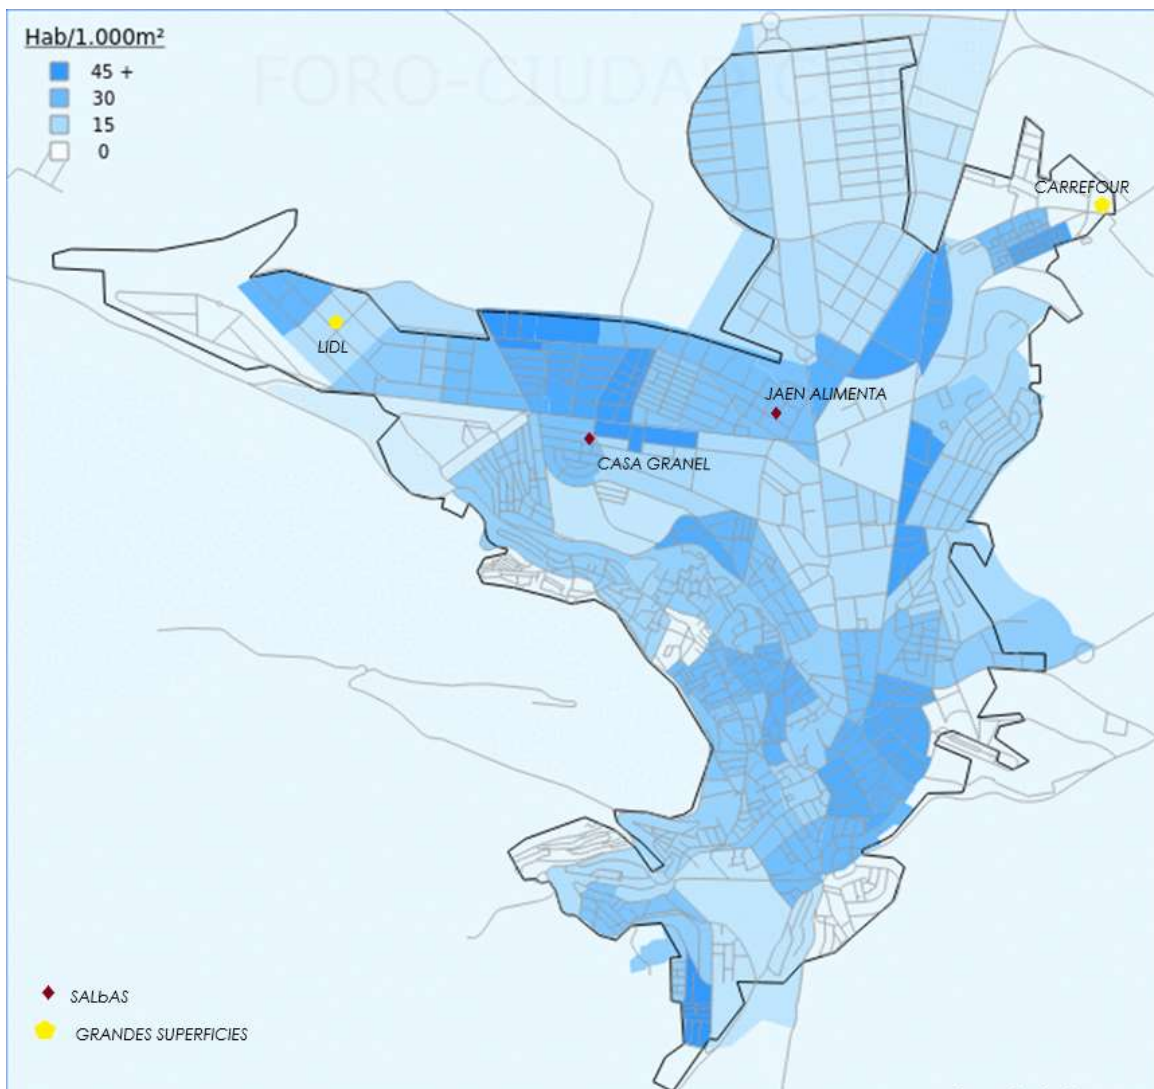 Hab/1.000m²
45 +
30
15
0
FORO-CIUDAD.C
CARREFOUR
LIDL
JAEN ALIMENTA
CASA GRANEL
SALbAS
GRANDES SUPERFICIES